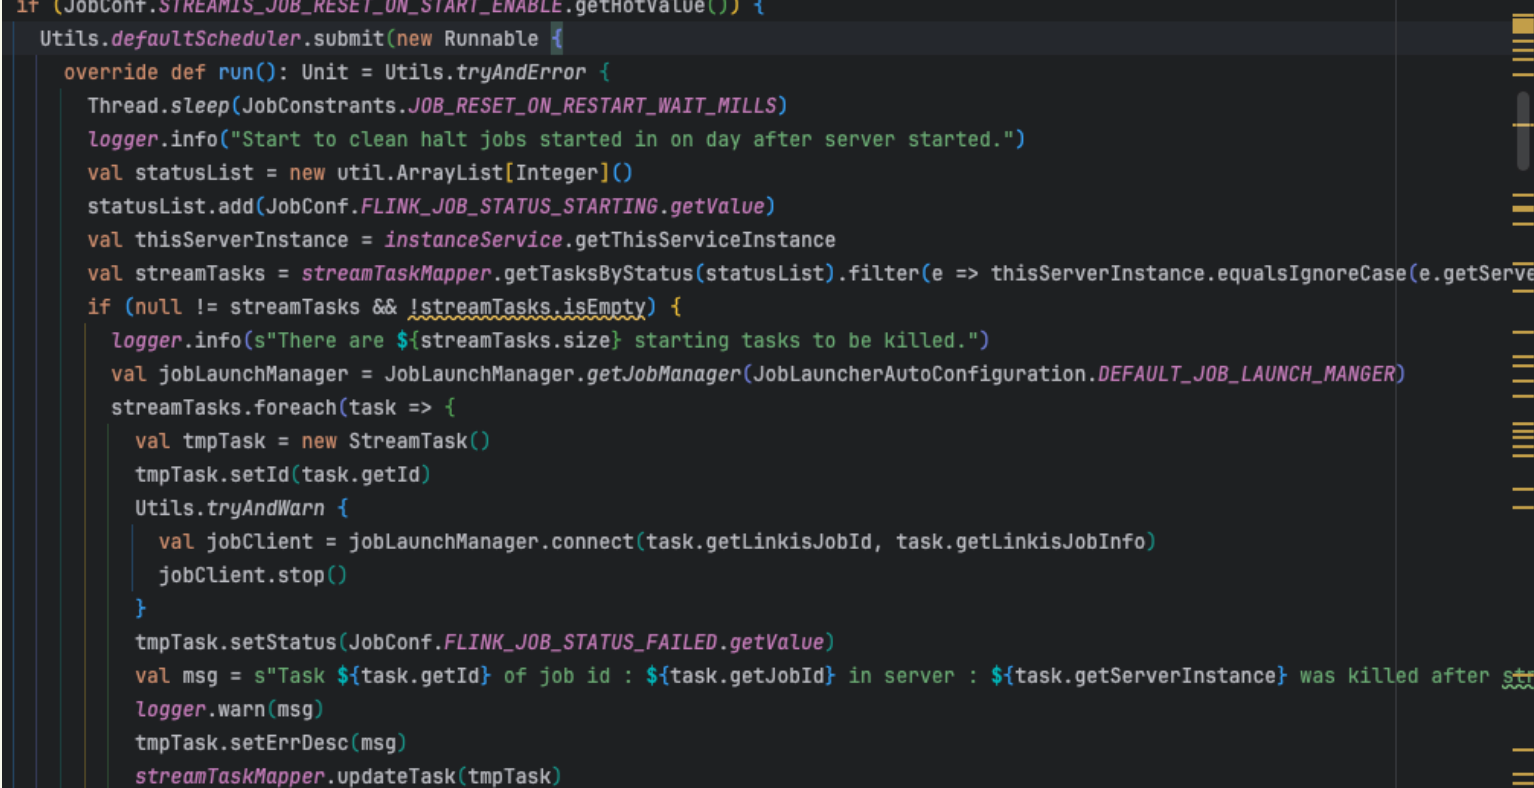 if (JobConf.STREAMIS_JOB_RESET_ON_START_ENABLE.getHotValue()) {
Utils.defaultScheduler.submit(new Runnable {
override def run(): Unit = Utils.tryAndError {
Thread.sleep(JobConstrants.JOB_RESET_ON_RESTART_WAIT_MILLS)
logger.info("Start to clean halt jobs started in on day after server started.")
val statusList = new util.ArrayList[Integer]()
statusList.add(JobConf.FLINK_JOB_STATUS_STARTING.getValue)
val thisServerInstance = instanceService.getThisServiceInstance
val streamTasks = streamTaskMapper.getTasksByStatus(statusList).filter(e => thisServerInstance.equalsIgnoreCase(e.getServe
if (null != streamTasks && !streamTasks.isEmpty) {
logger.info(s"There are ${streamTasks.size} starting tasks to be killed.")
val jobLaunchManager = JobLaunchManager.getJobManager(JobLauncherAutoConfiguration.DEFAULT_JOB_LAUNCH_MANGER)
streamTasks.foreach(task => {
val tmpTask = new StreamTask()
tmpTask.setId(task.getId)
Utils.tryAndWarn {
val jobClient = jobLaunchManager.connect(task.getLinkisJobId, task.getLinkisJobInfo)
jobClient.stop()
}
tmpTask.setStatus(JobConf.FLINK_JOB_STATUS_FAILED.getValue)
val msg = s"Task ${task.getId} of job id : ${task.getJobId} in server : ${task.getServerInstance} was killed after str
logger.warn(msg)
tmpTask.setErrDesc(msg)
streamTaskMapper.updateTask(tmpTask)